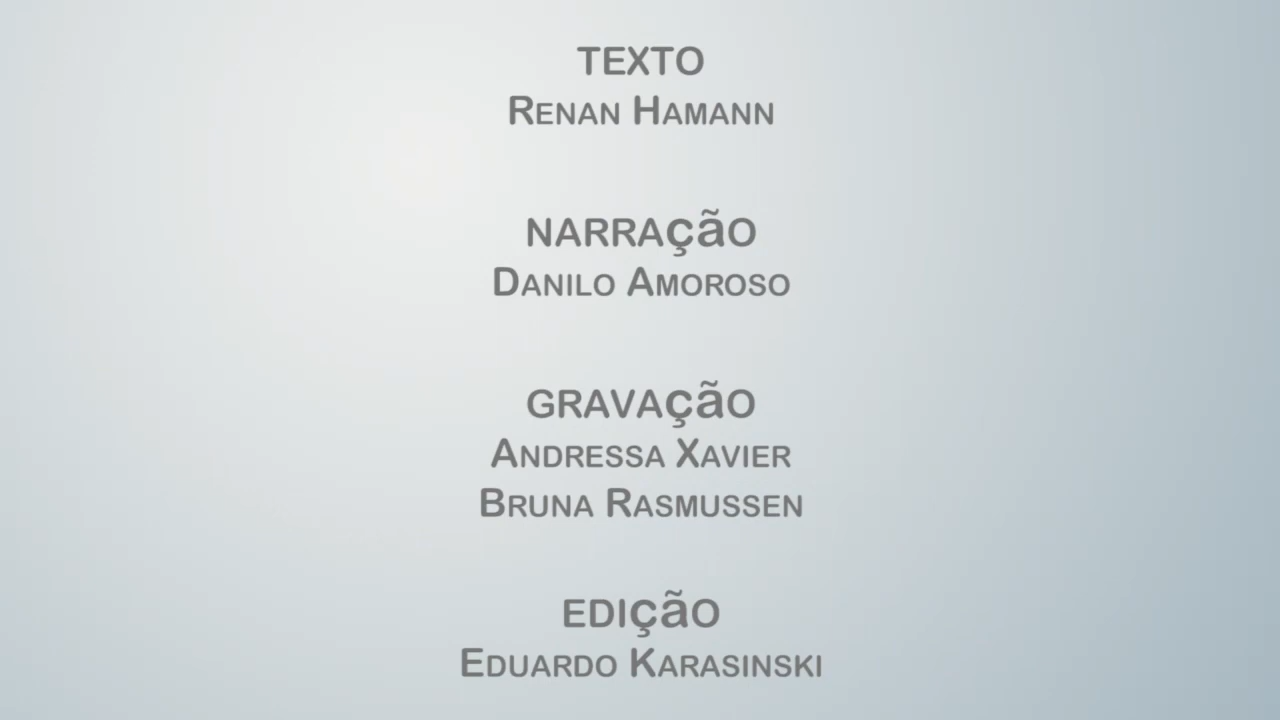 TEXTO
RENAN HAMANN
NARRAçãO
DANILO AMOROSO
GRAVAçãO
ANDRESSA XAVIER
BRUNA RASMUSSEN
EDIçãO
EDUARDO KARASINSKI